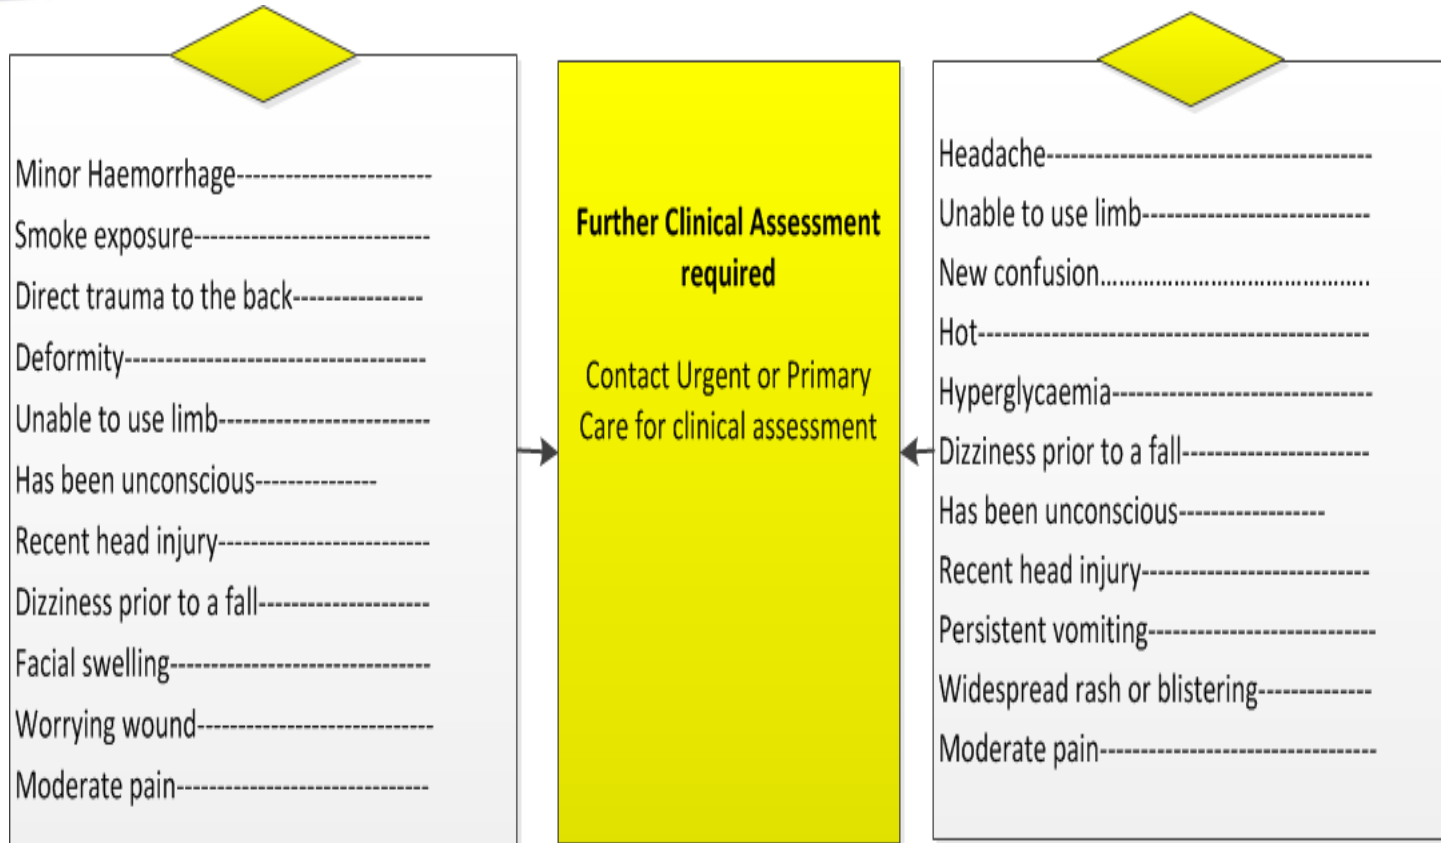 Minor Haemorrhage------------------------
Smoke exposure-----------------------------
Direct trauma to the back----------------
Deformity-------------------------------------
Unable to use limb--------------------------
Has been unconscious---------------
Recent head injury--------------------------
Dizziness prior to a fall---------------------
Facial swelling--------------------------------
Worrying wound-----------------------------
Moderate pain-------------------------------
Further Clinical Assessment
required
Contact Urgent or Primary
Care for clinical assessment
Headache----------------------------------------
Unable to use limb----------------------------
New confusion……………………………………..
Hot------------------------------------------------
Hyperglycaemia--------------------------------
Dizziness prior to a fall-----------------------
Has been unconscious------------------
Recent head injury----------------------------
Persistent vomiting----------------------------
Widespread rash or blistering--------------
Moderate pain----------------------------------